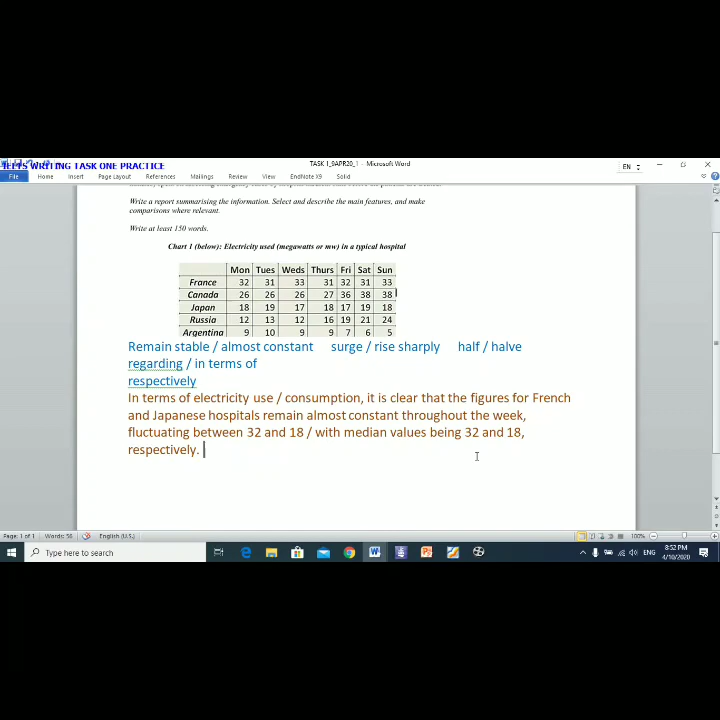 IELTS WRITING TASK ONE PRACTICE
TASK 1_9APR20_1 - Microsoft Word
EN
File Home Insert Page Layout References Mailings Review View EndNote X9 Solid
Write a report summarising the information. Select and describe the main features, and make
comparisons where relevant.
Write at least 150 words.
Chart 1 (below): Electricity used (megawatts or mw) in a typical hospital
Mon Tues Weds Thurs Fri Sat Sun
France 32 31 33 31 32 31 33
Canada 26 26 26 27 36 38 38
Japan 18 19 17 18 17 19 18
Russia 12 13 12 16 19 21 24
Argentina 9 10 9 9 7 6 5
Remain stable / almost constant surge / rise sharply half / halve
regarding / in terms of
respectively
In terms of electricity use / consumption, it is clear that the figures for French
and Japanese hospitals remain almost constant throughout the week,
fluctuating between 32 and 18 / with median values being 32 and 18,
respectively.
Page: 1 of 1 Words: 56 English (U.S.) 100%
Type here to search
ENG
8:52 PM
4/10/2020